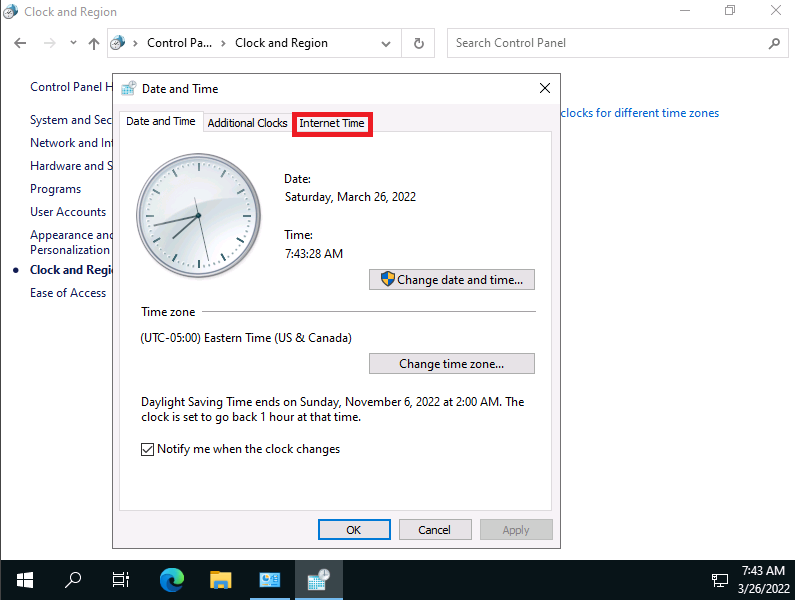 Clock and Region
Control Pa...
Clock and Region
Search Control Panel
Control Panel H
System and Sec
Network and Int
Hardware and S
Programs
User Accounts
Appearance and
Personalization
Clock and Regi
Ease of Access
clocks for different time zones
Date and Time
Date and Time
Additional Clocks
Internet Time
Date:
Saturday, March 26, 2022
Time:
7:43:28 AM
Change date and time...
Time zone
(UTC-05:00) Eastern Time (US & Canada)
Change time zone...
Daylight Saving Time ends on Sunday, November 6, 2022 at 2:00 AM. The
clock is set to go back 1 hour at that time.
Notify me when the clock changes
OK
Cancel
Apply
7:43 AM
3/26/2022